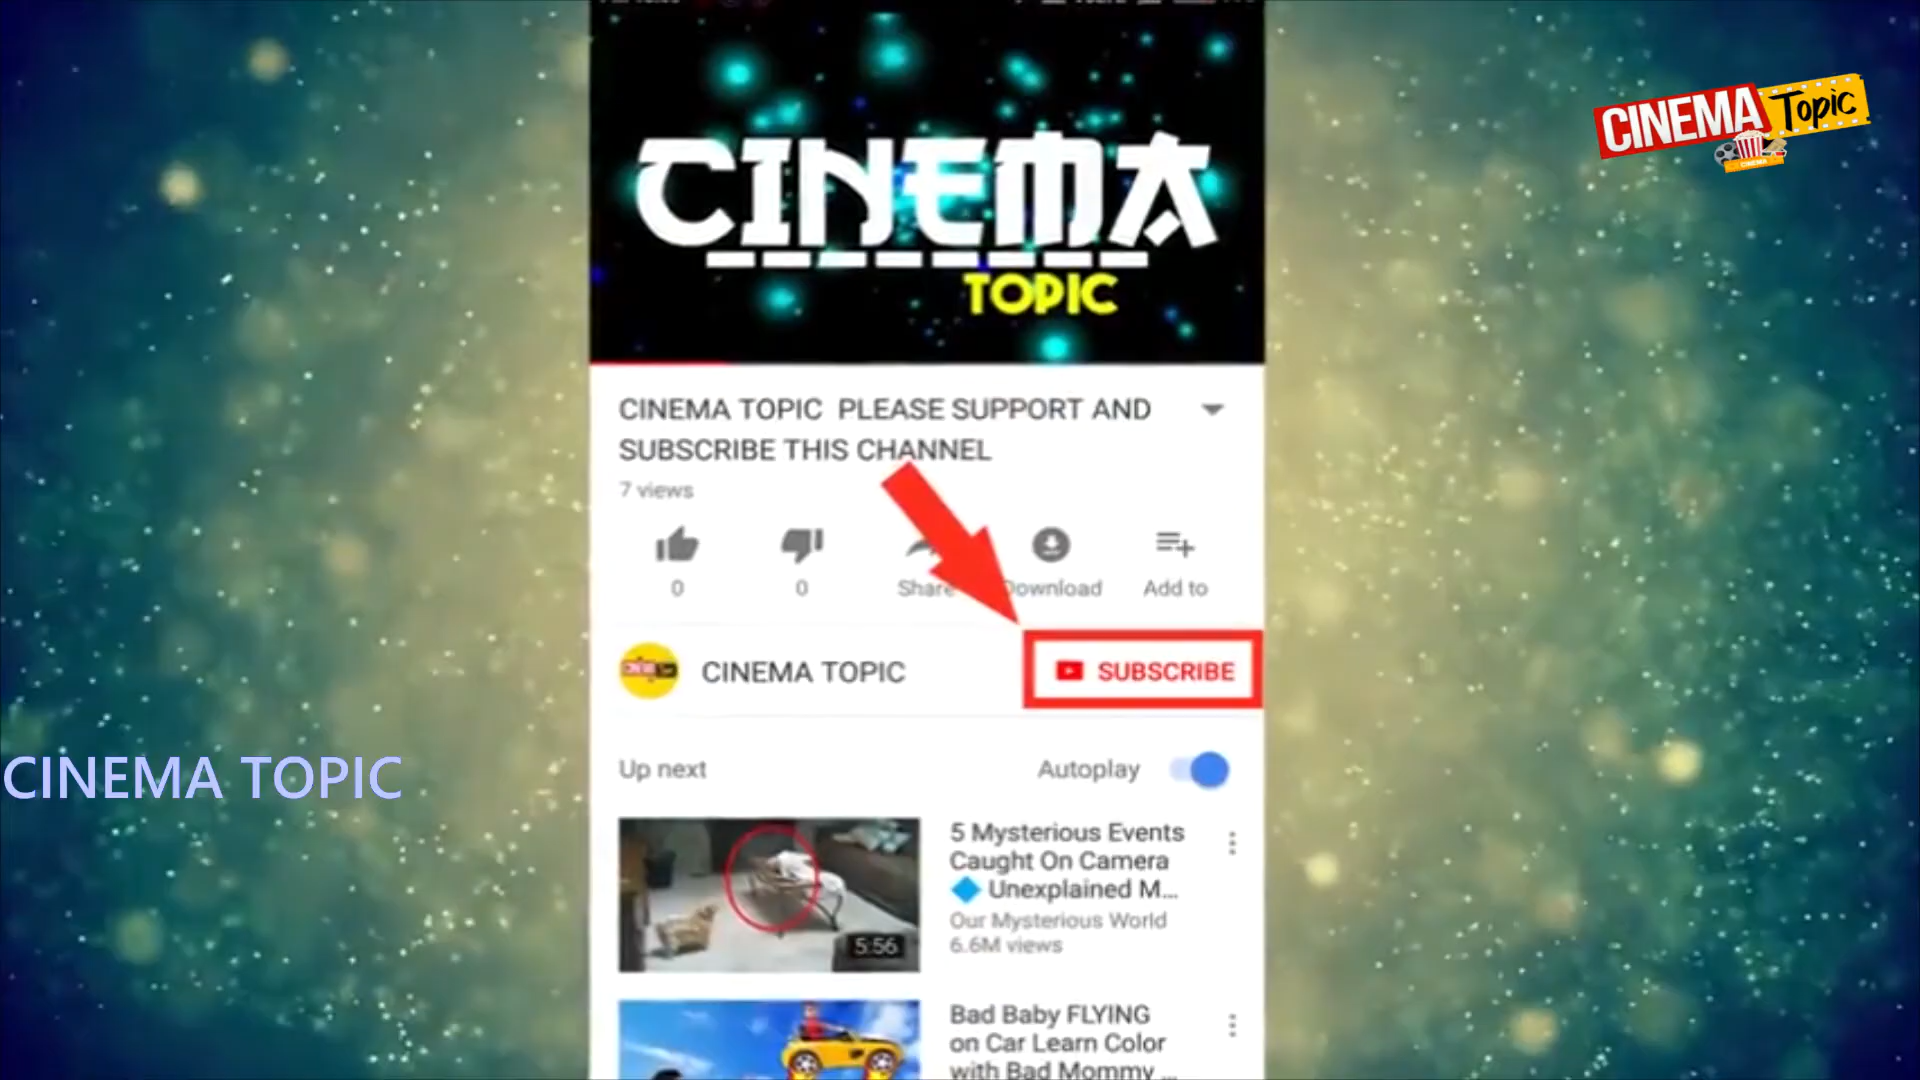 CINEMA
TOPIC
CINEMA Topic
CINEMA
CINEMA TOPIC PLEASE SUPPORT AND
SUBSCRIBE THIS CHANNEL
7 views
0
0
Share
Download
Add to
CINEMA TOPIC
SUBSCRIBE
Up next
Autoplay
CINEMA TOPIC
5:56
5 Mysterious Events
Caught On Camera
🔷 Unexplained M...
Our Mysterious World
6.6M views
Bad Baby FLYING
on Car Learn Color
with Bad Mommy ...